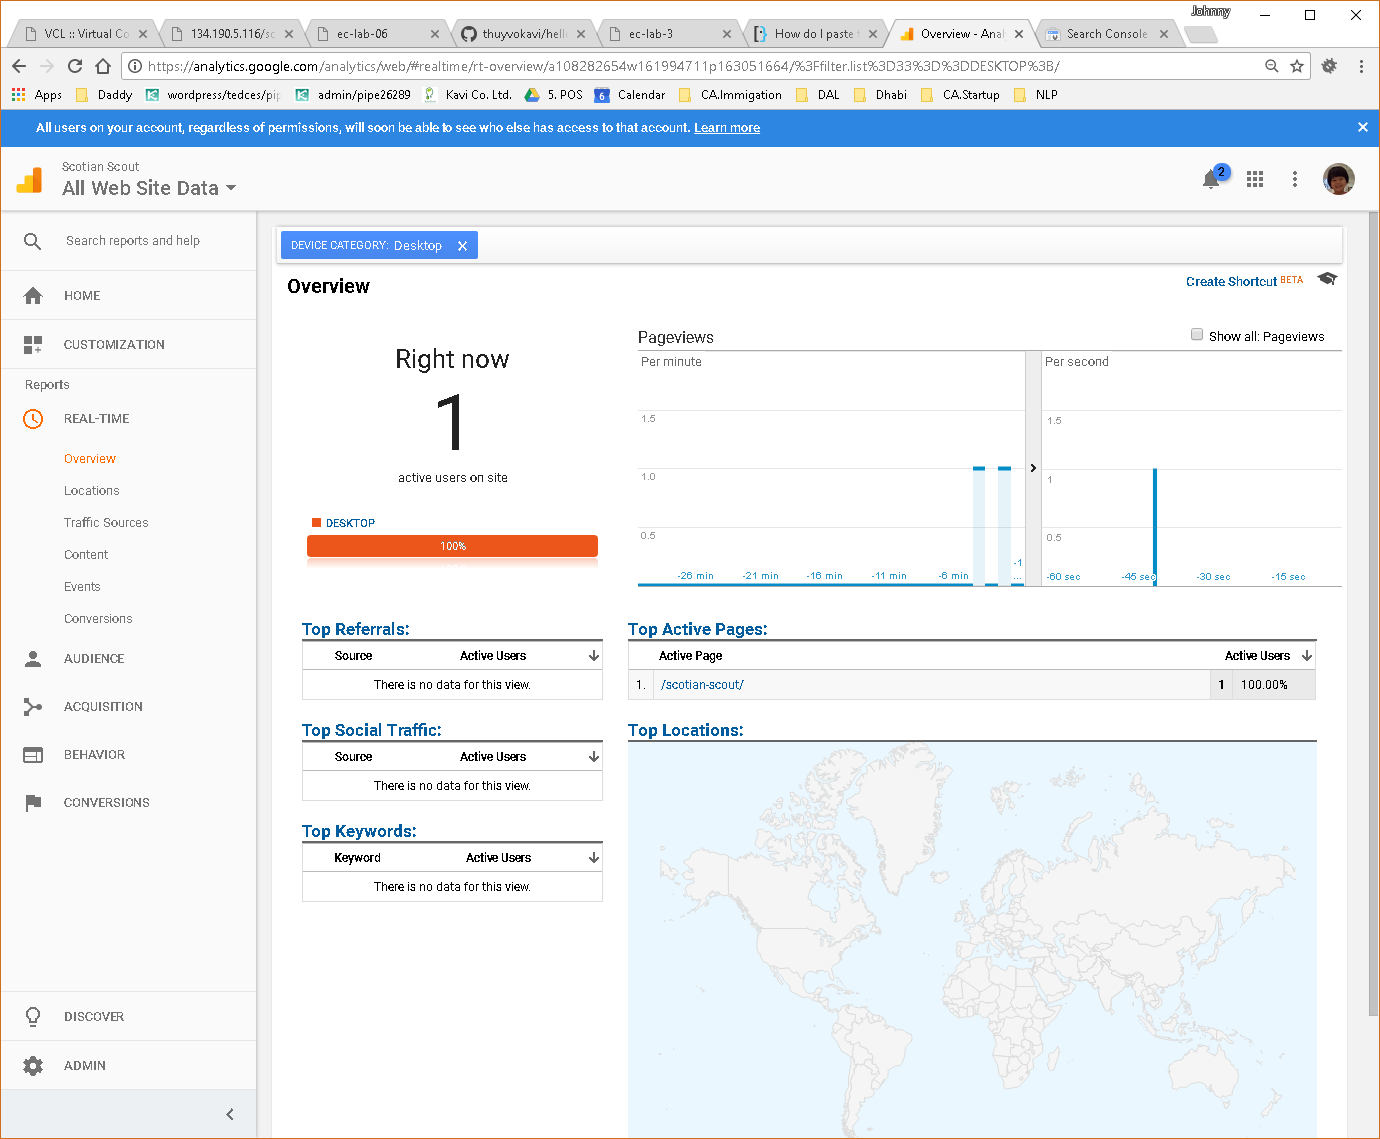 Johnny
VCL :: Virtual Co
134.190.5.116/sc
ec-lab-06
thuyvokavi/hello
ec-lab-3
How do I paste t
Overview - Anal
Search Console
https://analytics.google.com/analytics/web/#realtime/rt-overview/a108282654w161994711p163051664/%3Ffilter.list%3D33%3D%3DDESKTOP%3B/
Apps
Daddy
wordpress/tedces/pip
admin/pipe26289
Kavi Co. Ltd.
5. POS
6
Calendar
CA.Immigation
DAL
Dhabi
CA.Startup
NLP
All users on your account, regardless of permissions, will soon be able to see who else has access to that account. Learn more
Scotian Scout
All Web Site Data
2
Search reports and help
HOME
CUSTOMIZATION
Reports
REAL-TIME
Overview
Locations
Traffic Sources
Content
Events
Conversions
AUDIENCE
ACQUISITION
BEHAVIOR
CONVERSIONS
DISCOVER
ADMIN
DEVICE CATEGORY: Desktop
Overview
Create Shortcut BETA
Right now
1
active users on site
DESKTOP
100%
Pageviews
Show all: Pageviews
Per minute
1.5
1.0
0.5
-26 min -21 min -16 min -11 min -6 min -1 ...
Per second
1.5
1
0.5
-60 sec -45 sec -30 sec -15 sec
Top Referrals:
Source Active Users
There is no data for this view.
Top Social Traffic:
Source Active Users
There is no data for this view.
Top Keywords:
Keyword Active Users
There is no data for this view.
Top Active Pages:
Active Page Active Users
1. /scotian-scout/ 1 100.00%
Top Locations: